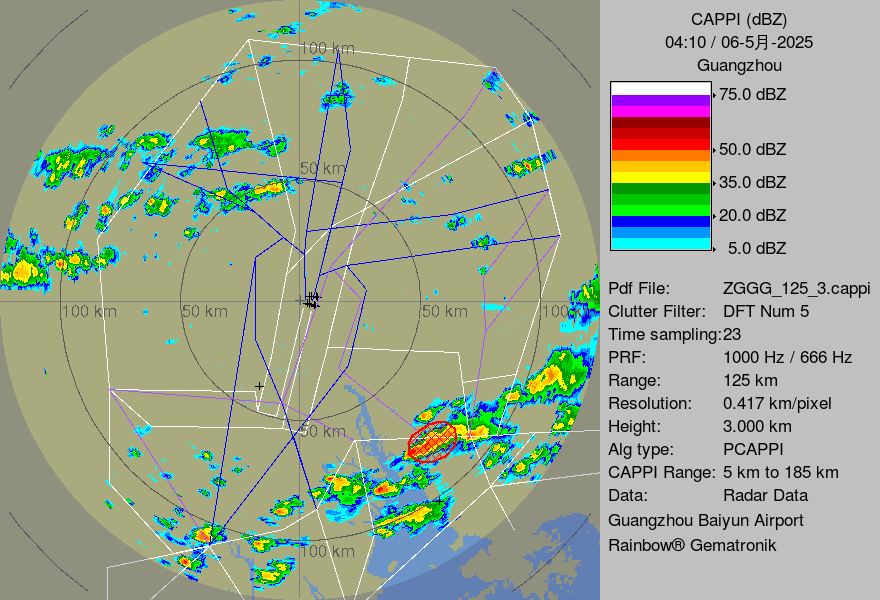 CAPPI (dBZ)
04:10 / 06-5月-2025
Guangzhou
75.0 dBZ
50.0 dBZ
35.0 dBZ
20.0 dBZ
5.0 dBZ
Pdf File: ZGGG_125_3.cappi
Clutter Filter: DFT Num 5
Time sampling:23
PRF: 1000 Hz / 666 Hz
Range: 125 km
Resolution: 0.417 km/pixel
Height: 3.000 km
Alg type: PCAPPI
CAPPI Range: 5 km to 185 km
Data: Radar Data
Guangzhou Baiyun Airport
Rainbow® Gematronik
100 km
50 km
100 km
50 km
50 km
100 k
50 km
100 km